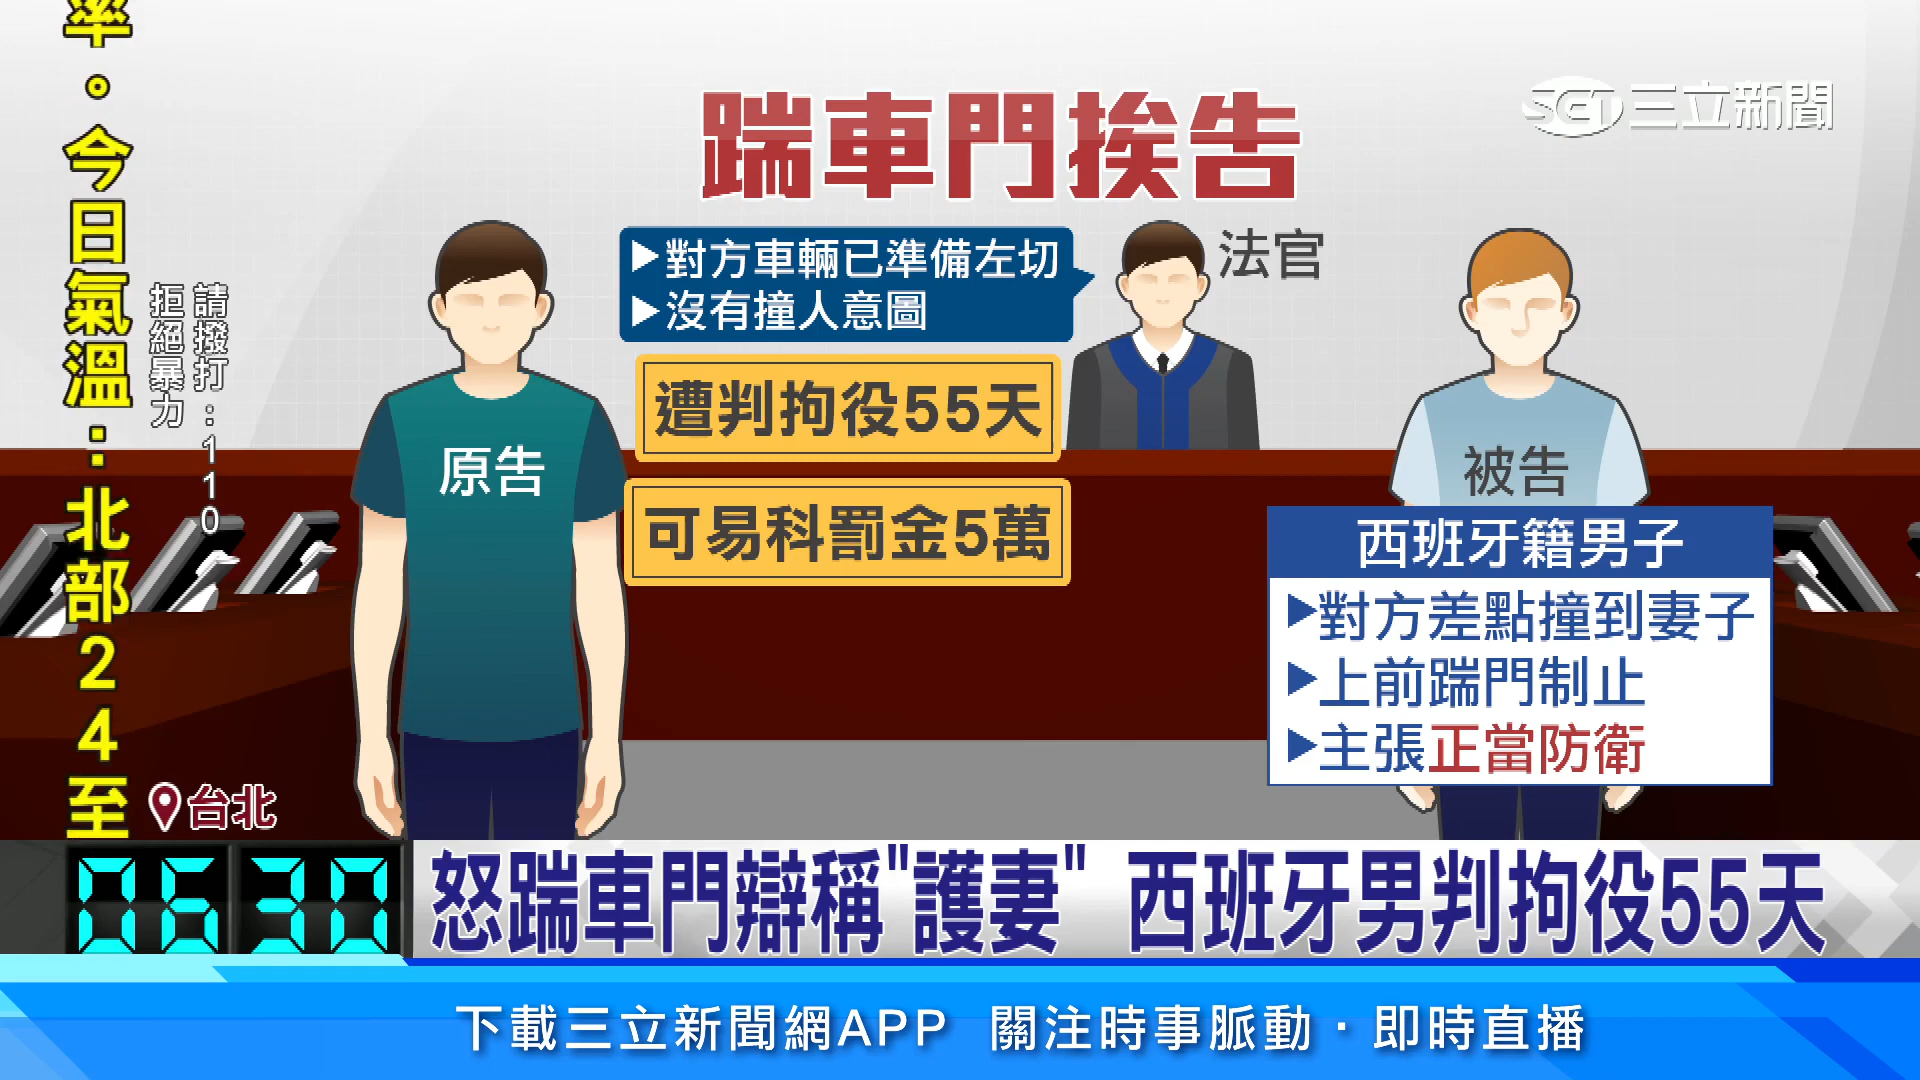 率。今日氣溫:北部24至
請撥打:110
拒絕暴力
踹車門挨告
SET三立新聞
▶對方車輛已準備左切
▶沒有撞人意圖
法官
遭判拘役55天
可易科罰金5萬
原告
被告
西班牙籍男子
▶對方差點撞到妻子
▶上前踹門制止
▶主張正當防衛
台北
0630
怒踹車門辯稱"護妻" 西班牙男判拘役55天
下載三立新聞網APP 關注時事脈動・即時直播